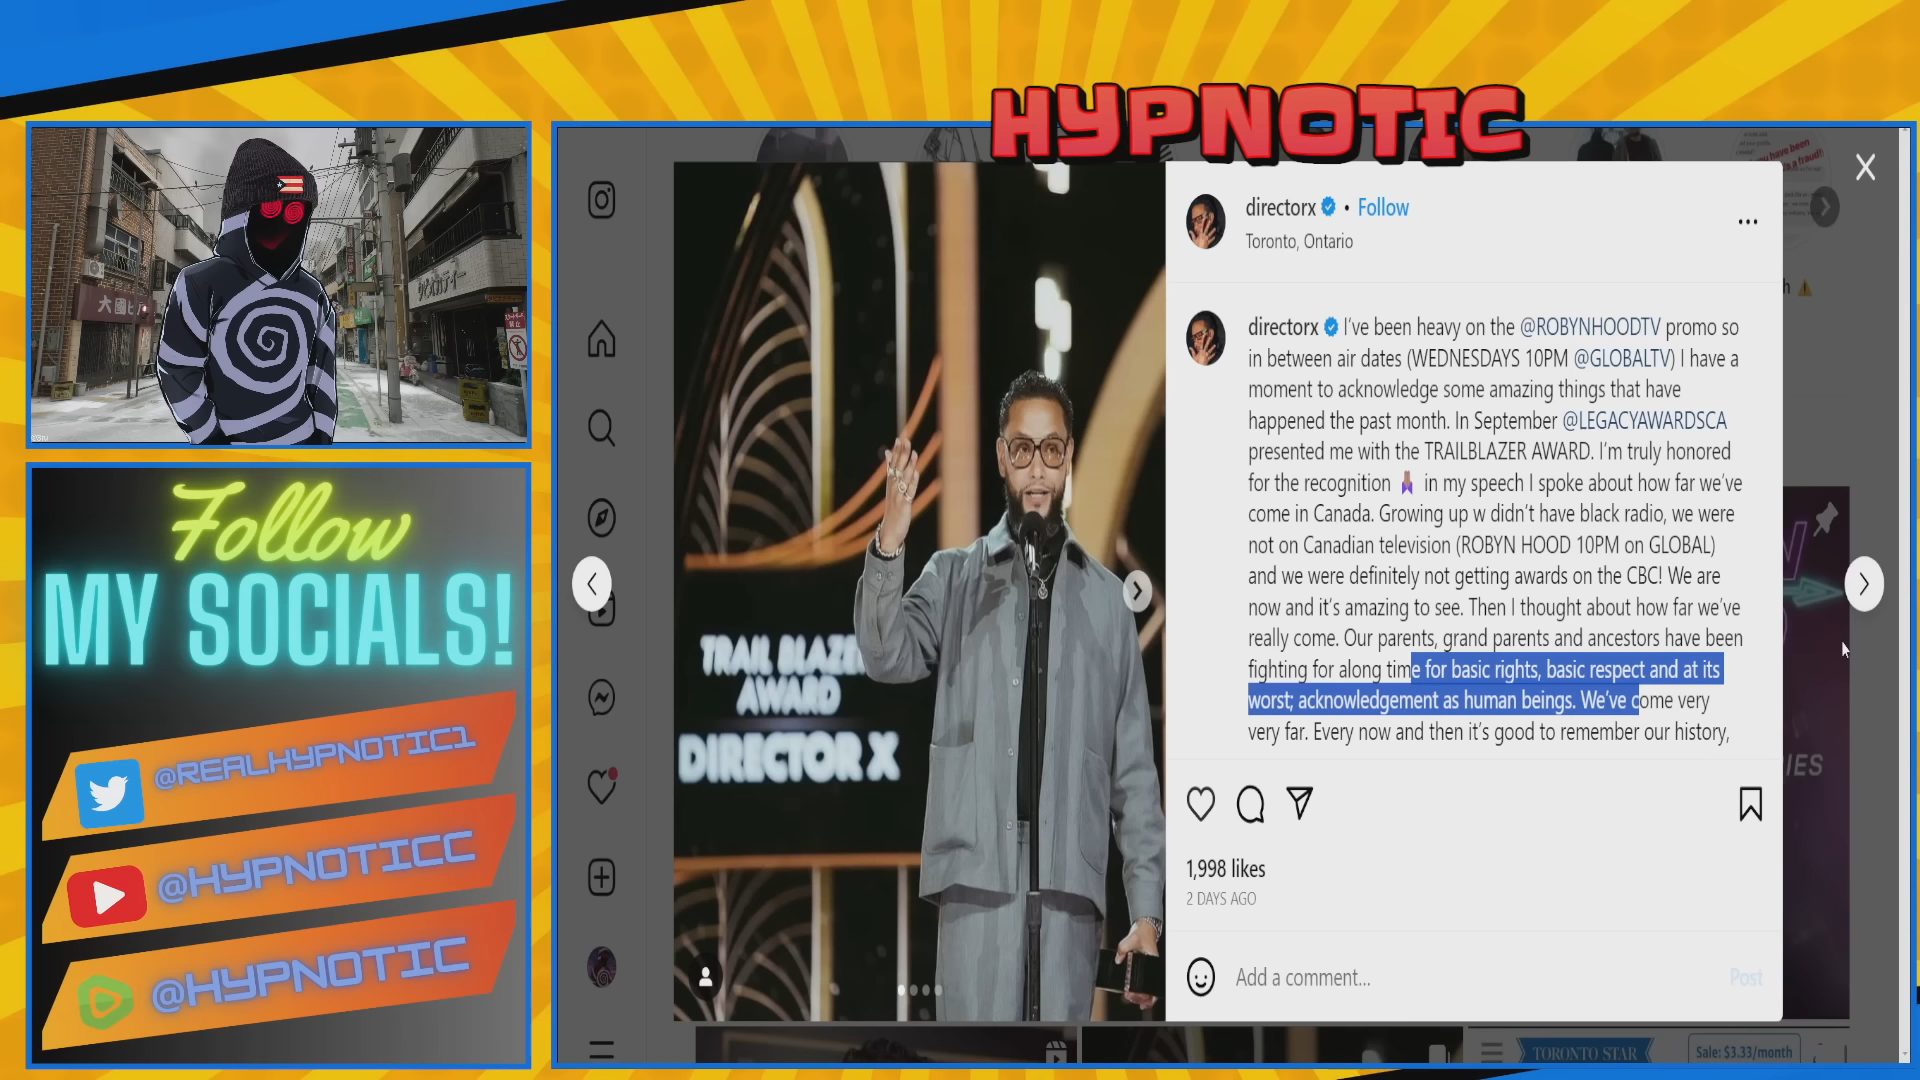 HYPNOTIC
Follow
MY SOCIALS!
@REALHYPNOTIC1
@HYPNOTICC
@HYPNOTIC
TRAIL BLAZER
AWARD
DIRECTOR X
directorx • Follow
Toronto, Ontario
directorx I've been heavy on the @ROBYNHOODTV promo so
in between air dates (WEDNESDAYS 10PM @GLOBALTV) I have a
moment to acknowledge some amazing things that have
happened the past month. In September @LEGACYAWARDSCA
presented me with the TRAILBLAZER AWARD. I'm truly honored
for the recognition in my speech I spoke about how far we've
come in Canada. Growing up w didn't have black radio, we were
not on Canadian television (ROBYN HOOD 10PM on GLOBAL)
and we were definitely not getting awards on the CBC! We are
now and it's amazing to see. Then I thought about how far we've
really come. Our parents, grand parents and ancestors have been
fighting for along time for basic rights, basic respect and at its
worst; acknowledgement as human beings. We've come very
very far. Every now and then it's good to remember our history,
1,998 likes
2 DAYS AGO
Add a comment...
Post
TORONTO STAR
Sale: $3.33/month